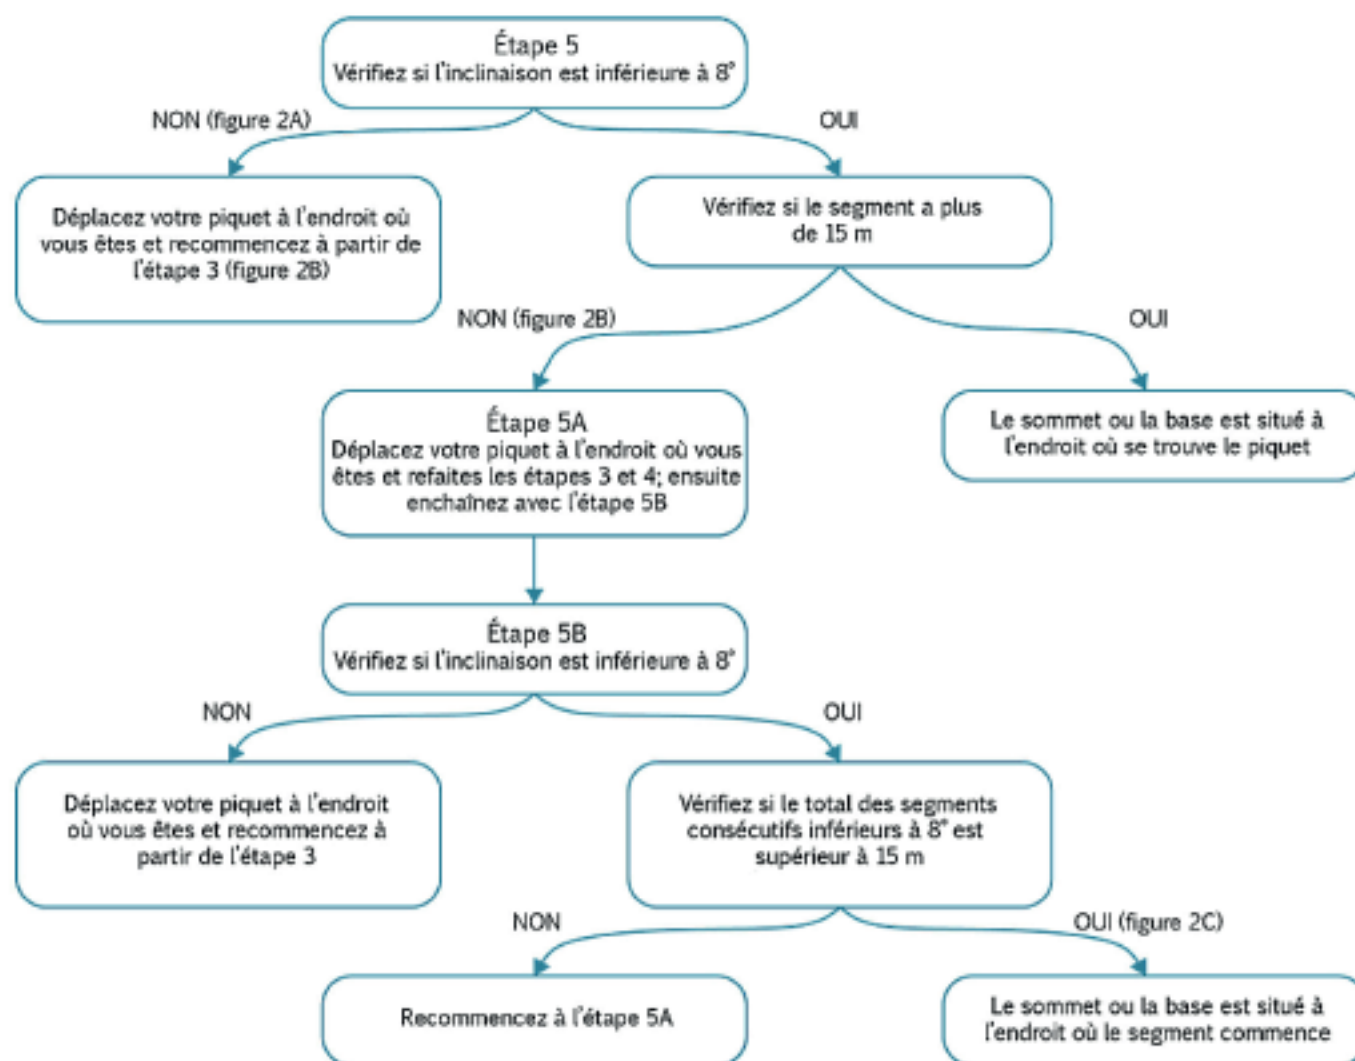 Étape 5
Vérifiez si l'inclinaison est inférieure à 8°
NON (figure 2A)
OUI
Déplacez votre piquet à l'endroit où
vous êtes et recommencez à partir de
l'étape 3 (figure 2B)
Vérifiez si le segment a plus
de 15 m
NON (figure 2B)
OUI
Étape 5A
Déplacez votre piquet à l'endroit où vous
êtes et refaites les étapes 3 et 4; ensuite
enchaînez avec l'étape 5B
Le sommet ou la base est situé à
l'endroit où se trouve le piquet
Étape 5B
Vérifiez si l'inclinaison est inférieure à 8°
NON
OUI
Déplacez votre piquet à l'endroit
où vous êtes et recommencez à
partir de l'étape 3
Vérifiez si le total des segments
consécutifs inférieurs à 8° est
supérieur à 15 m
NON
OUI (figure 2C)
Recommencez à l'étape 5A
Le sommet ou la base est situé à
l'endroit où le segment commence